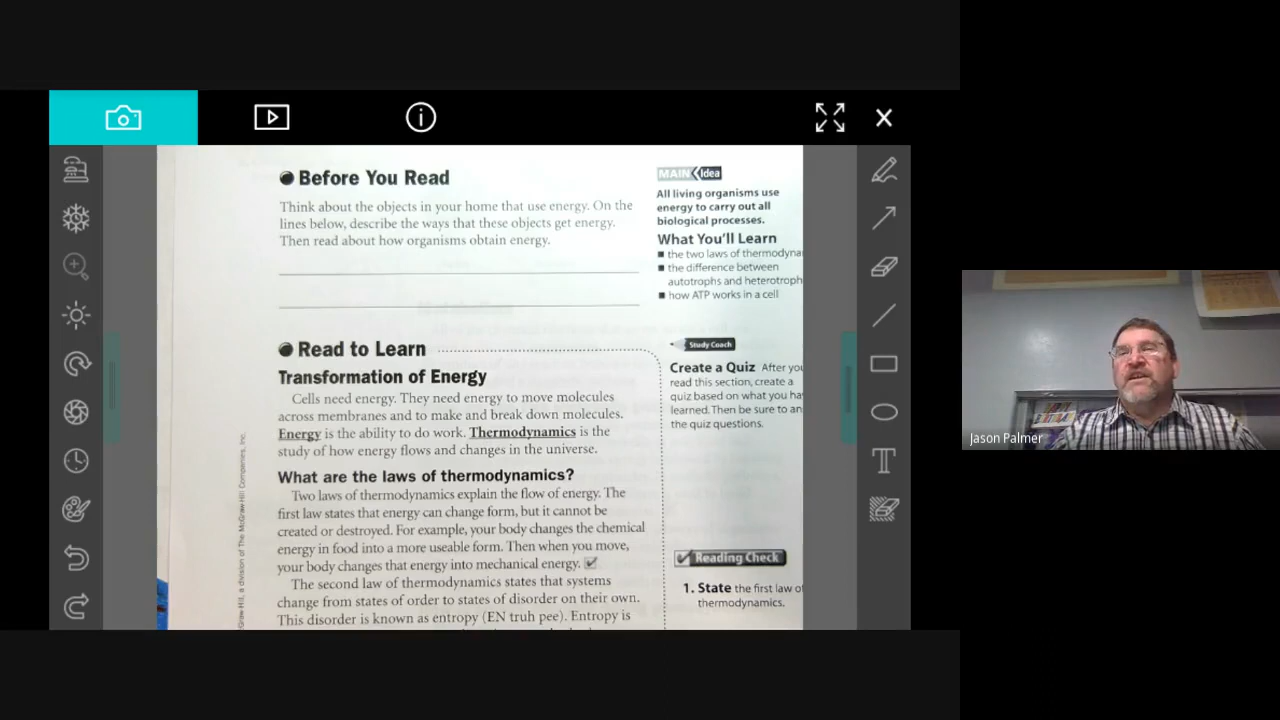 Before You Read
Think about the objects in your home that use energy. On the
lines below, describe the ways that these objects get energy.
Then read about how organisms obtain energy.
MAIN Idea
All living organisms use
energy to carry out all
biological processes.
What You'll Learn
■ the two laws of thermodyna
■ the difference between
autotrophs and heterotroph
■ how ATP works in a cell
Read to Learn
Transformation of Energy
Cells need energy. They need energy to move molecules
across membranes and to make and break down molecules.
Energy is the ability to do work. Thermodynamics is the
study of how energy flows and changes in the universe.
What are the laws of thermodynamics?
Two laws of thermodynamics explain the flow of energy. The
first law states that energy can change form, but it cannot be
created or destroyed. For example, your body changes the chemical
energy in food into a more useable form. Then when you move,
your body changes that energy into mechanical energy.
The second law of thermodynamics states that systems
change from states of order to states of disorder on their own.
This disorder is known as entropy (EN truh pee). Entropy is
Study Coach
Create a Quiz After you
read this section, create a
quiz based on what you ha
learned. Then be sure to an
the quiz questions.
Reading Check
1. State the first law of
thermodynamics.
Graw-Hill, a division of The McGraw-Hill Companies, Inc.
T
Jason Palmer